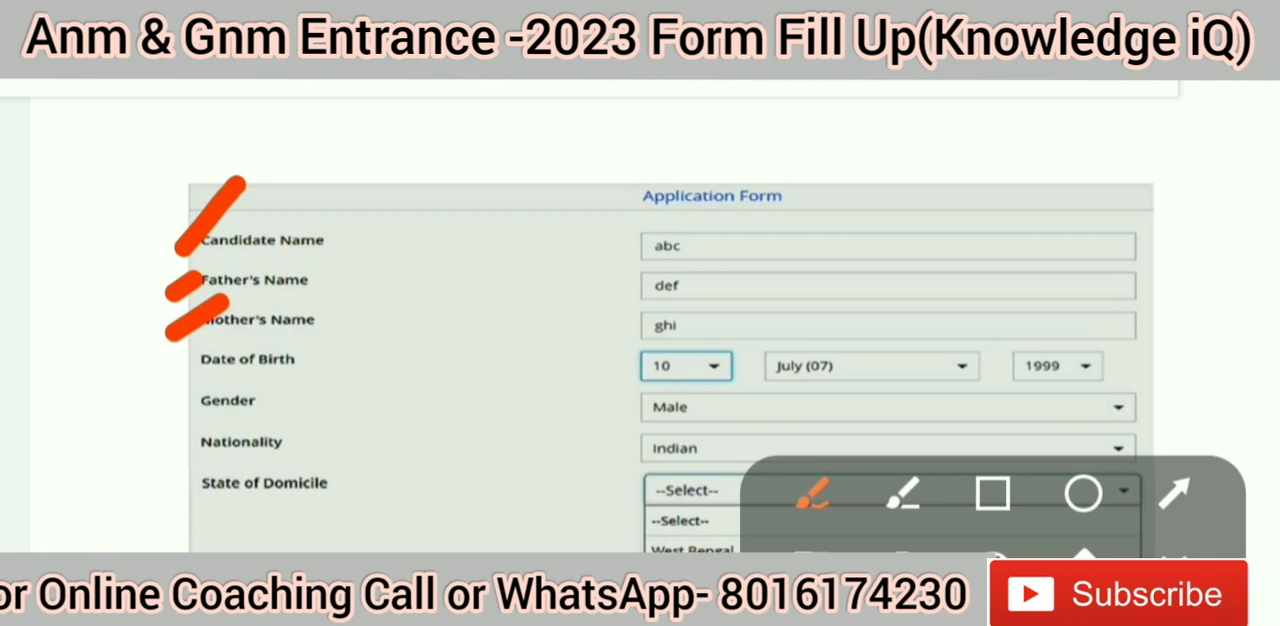 Anm & Gnm Entrance -2023 Form Fill Up(Knowledge iQ)
Application Form
Candidate Name abc
Father's Name def
Mother's Name ghi
Date of Birth 10 July (07) 1999
Gender Male
Nationality Indian
State of Domicile --Select--
--Select--
West Bengal
or Online Coaching Call or WhatsApp- 8016174230 Subscribe